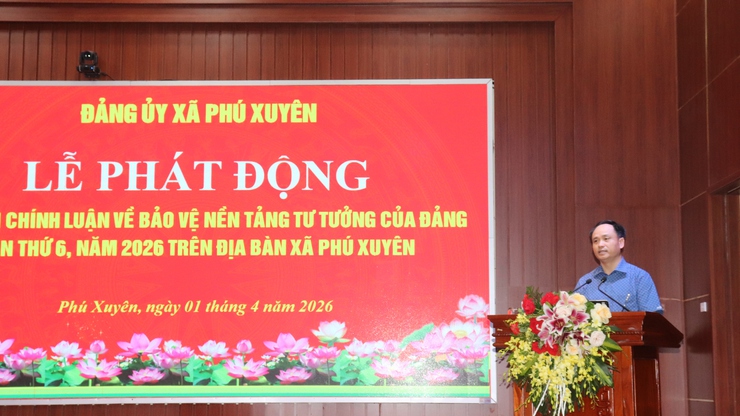 ĐẢNG ỦY XÃ PHÚ XUYÊN
LỄ PHÁT ĐỘNG
CHÍNH LUẬN VỀ BẢO VỆ NỀN TẢNG TƯ TƯỞNG CỦA ĐẢNG
THỨ 6, NĂM 2026 TRÊN ĐỊA BÀN XÃ PHÚ XUYÊN
Phú Xuyên, ngày 01 tháng 4 năm 2026